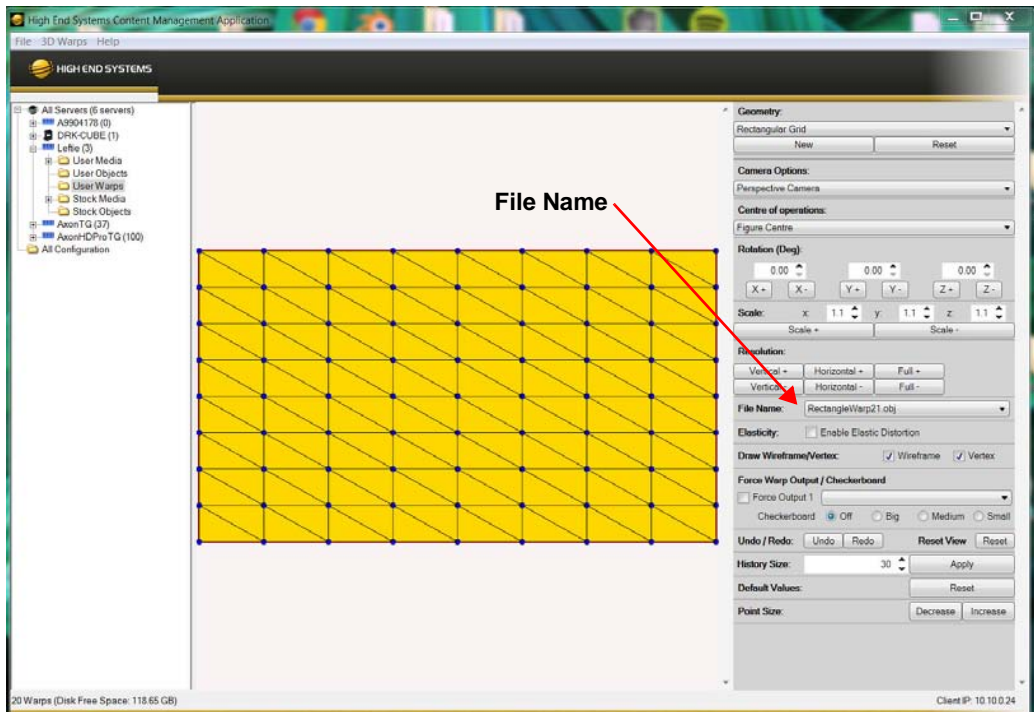 High End Systems Content Management Application
File 3D Warps Help
HIGH END SYSTEMS
All Servers (6 servers)
A9904178 (0)
DRK-CUBE (1)
Leftie (3)
User Media
User Objects
User Warps
Stock Media
Stock Objects
AxonTG (37)
AxonHDProTG (100)
All Configuration
File Name
Geometry:
Rectangular Grid
New Reset
Camera Options:
Perspective Camera
Centre of operations:
Figure Centre
Rotation (Deg):
0.00 0.00 0.00
X + X - Y + Y - Z + Z -
Scale: x: 1.1 y: 1.1 z: 1.1
Scale + Scale -
Resolution:
Vertical + Horizontal + Full +
Vertical - Horizontal - Full -
File Name: RectangleWarp21.obj
Elasticity: Enable Elastic Distortion
Draw Wireframe/Vertex: Wireframe Vertex
Force Warp Output / Checkerboard
Force Output 1
Checkerboard Off Big Medium Small
Undo / Redo: Undo Redo Reset View Reset
History Size: 30 Apply
Default Values: Reset
Point Size: Decrease Increase
20 Warps (Disk Free Space: 118.65 GB) Client IP: 10.10.0.24